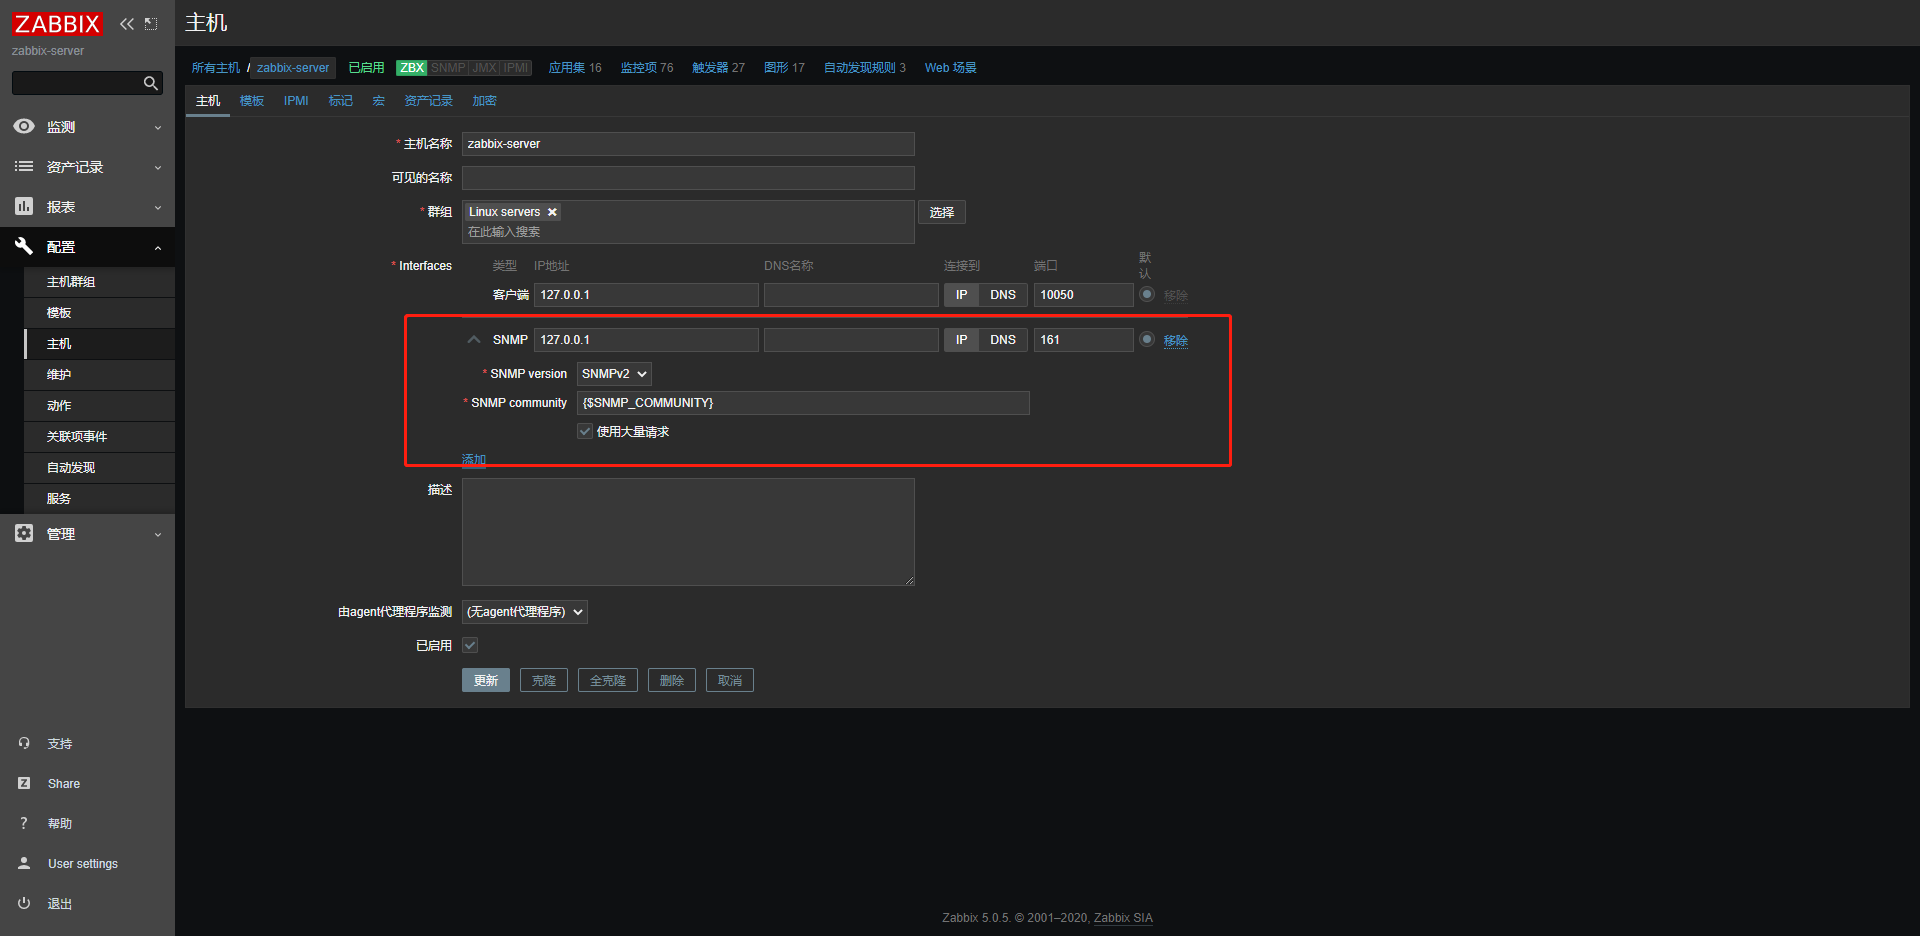 ZABBIX
zabbix-server
监测
资产记录
报表
配置
主机群组
模板
主机
维护
动作
关联项事件
自动发现
服务
管理
支持
Share
帮助
User settings
退出
主机
所有主机 / zabbix-server 已启用 ZBX SNMP JMX IPMI 应用集 16 监控项 76 触发器 27 图形 17 自动发现规则 3 Web 场景
主机 模板 IPMI 标记 宏 资产记录 加密
* 主机名称 zabbix-server
可见的名称
* 群组 Linux servers 选择
在此输入搜索
* Interfaces 类型 IP地址 DNS名称 连接到 端口 默认
客户端 127.0.0.1 IP DNS 10050 移除
SNMP 127.0.0.1 IP DNS 161 移除
* SNMP version SNMPv2
* SNMP community {$SNMP_COMMUNITY}
使用大量请求
添加
描述
由agent代理程序监测 (无agent代理程序)
已启用
更新 克隆 全克隆 删除 取消
Zabbix 5.0.5. © 2001–2020, Zabbix SIA